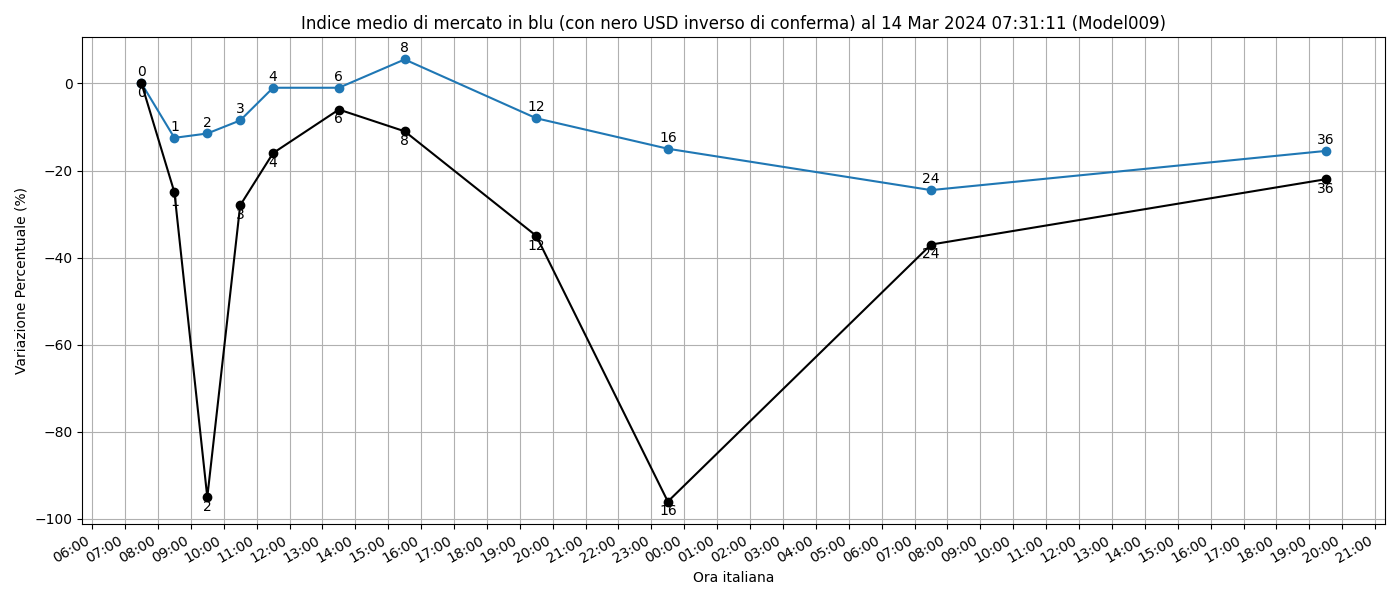 Indice medio di mercato in blu (con nero USD inverso di conferma) al 14 Mar 2024 07:31:11 (Model009)
Variazione Percentuale (%)
0
−20
−40
−60
−80
−100
0 1 2 3 4 6 8 12 16 24 36
0 1 2 3 4 6 8 12 16 24 36
06:00 07:00 08:00 09:00 10:00 11:00 12:00 13:00 14:00 15:00 16:00 17:00 18:00 19:00 20:00 21:00 22:00 23:00 00:00 01:00 02:00 03:00 04:00 05:00 06:00 07:00 08:00 09:00 10:00 11:00 12:00 13:00 14:00 15:00 16:00 17:00 18:00 19:00 20:00 21:00
Ora italiana